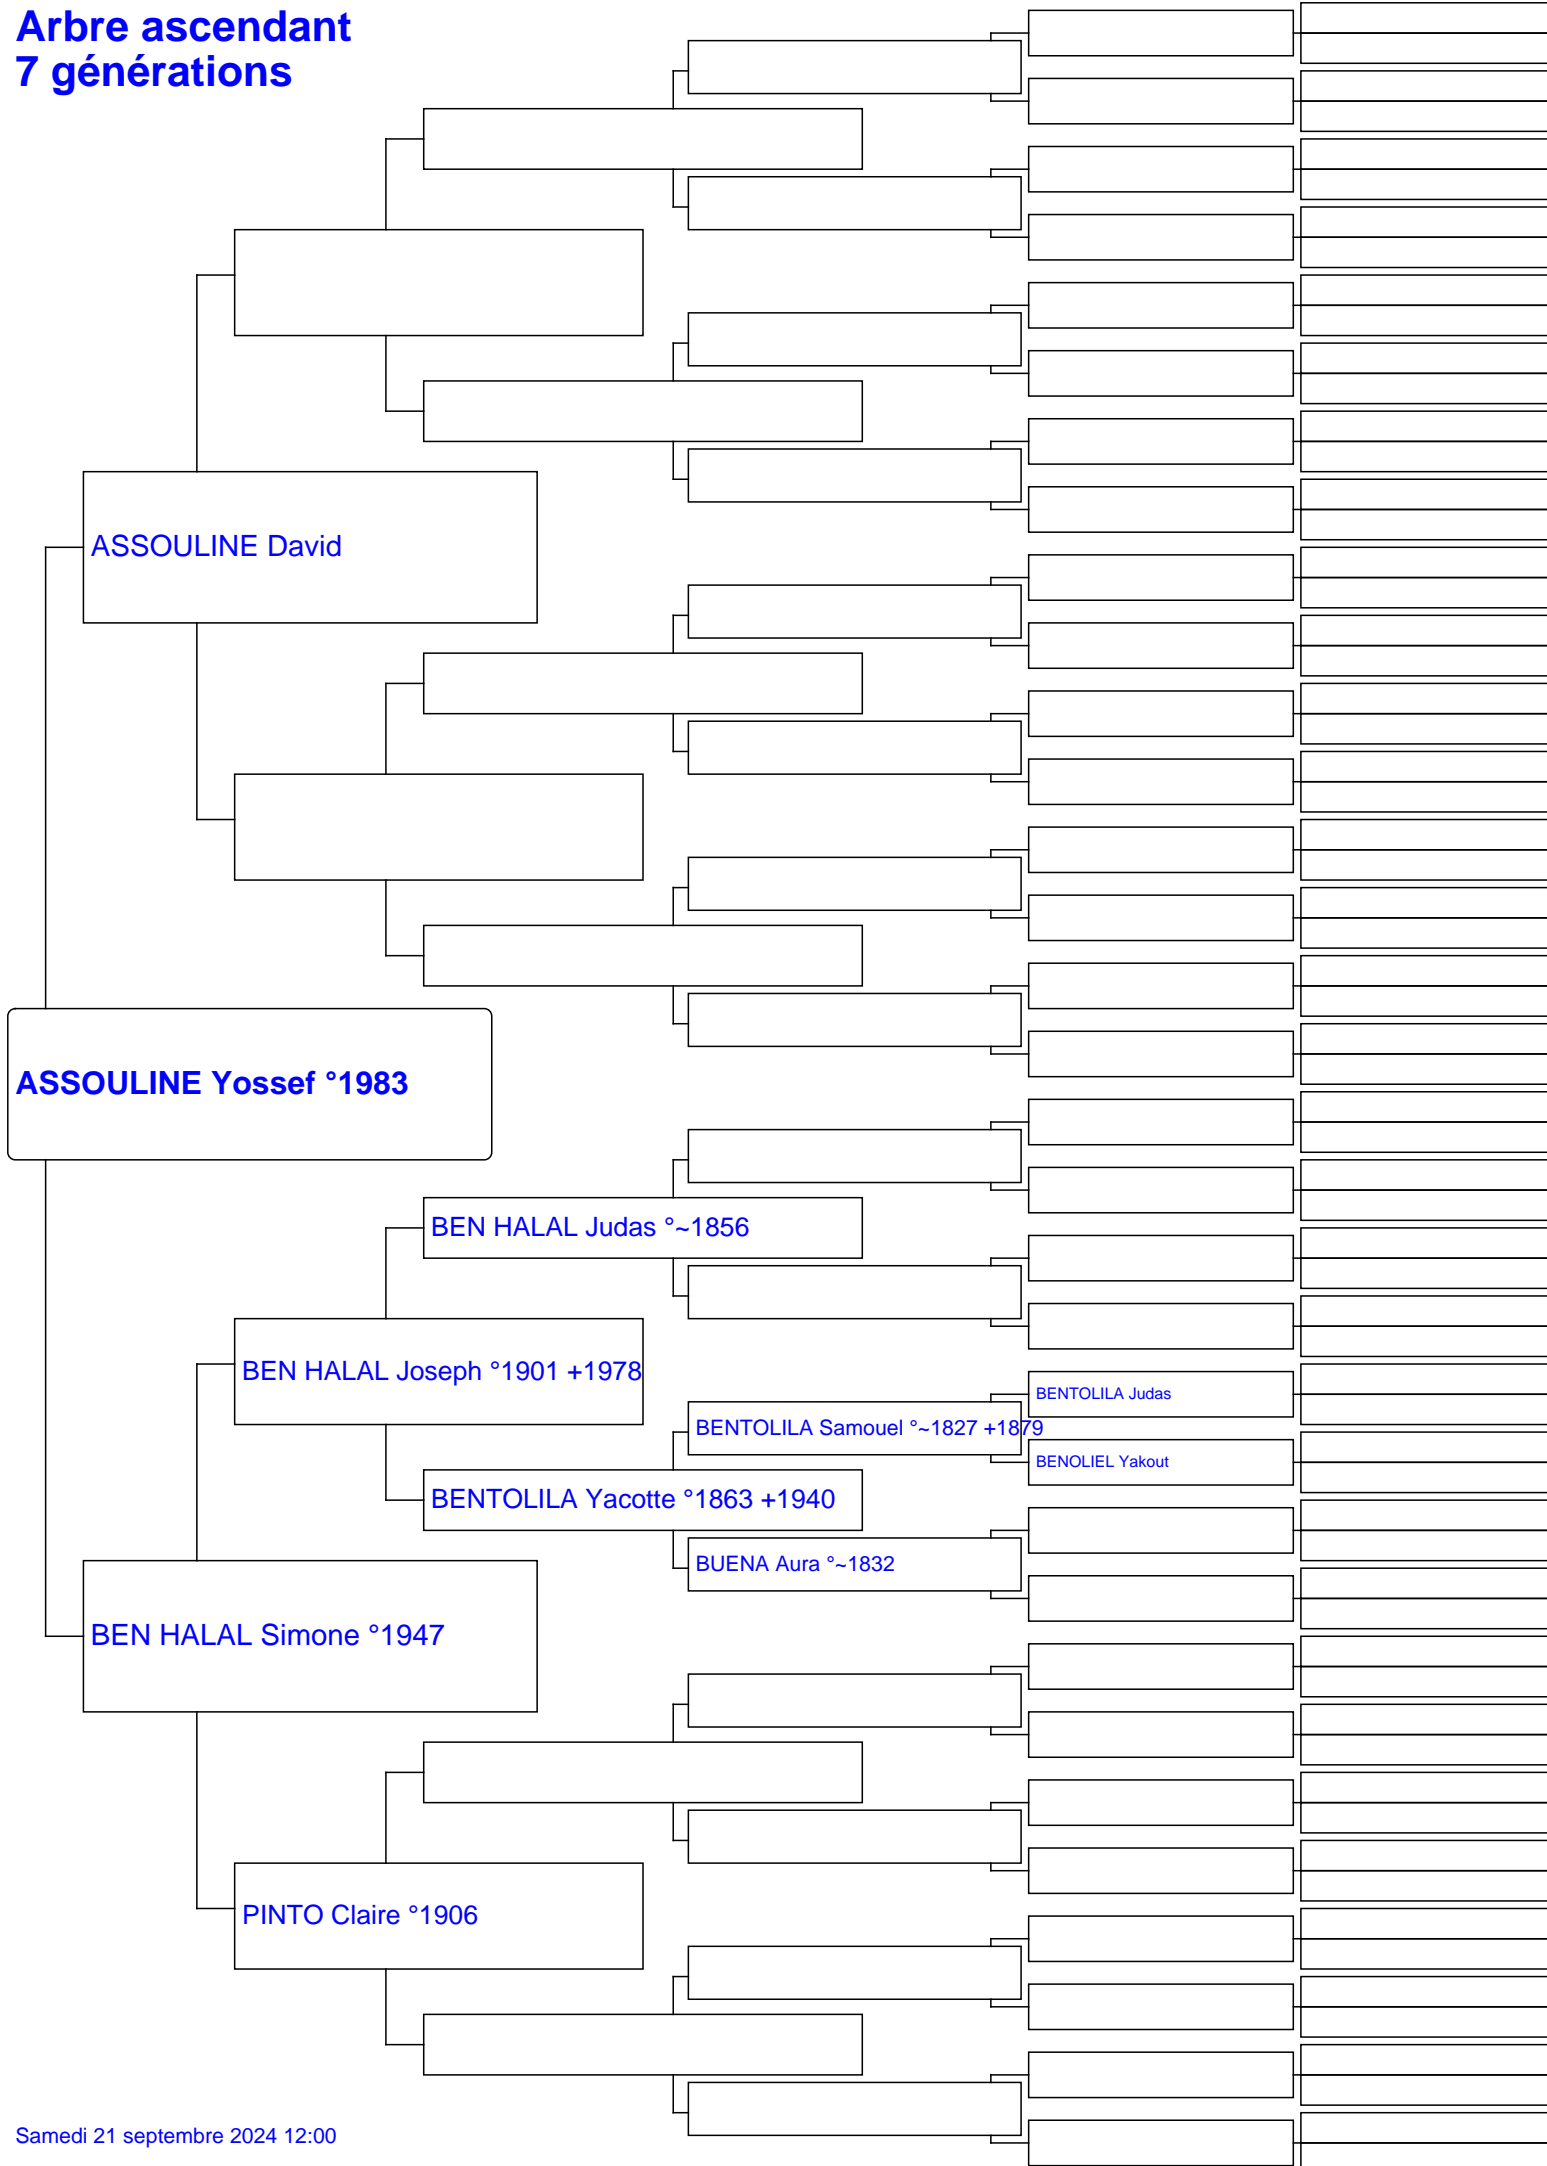 Arbre ascendant
7 générations
ASSOULINE David
ASSOULINE Yossef °1983
BEN HALAL Judas °~1856
BEN HALAL Joseph °1901 +1978
BENTOLILA Judas
BENTOLILA Samouel °~1827 +1879
BENOLIEL Yakout
BENTOLILA Yacotte °1863 +1940
BUENA Aura °~1832
BEN HALAL Simone °1947
PINTO Claire °1906
Samedi 21 septembre 2024 12:00